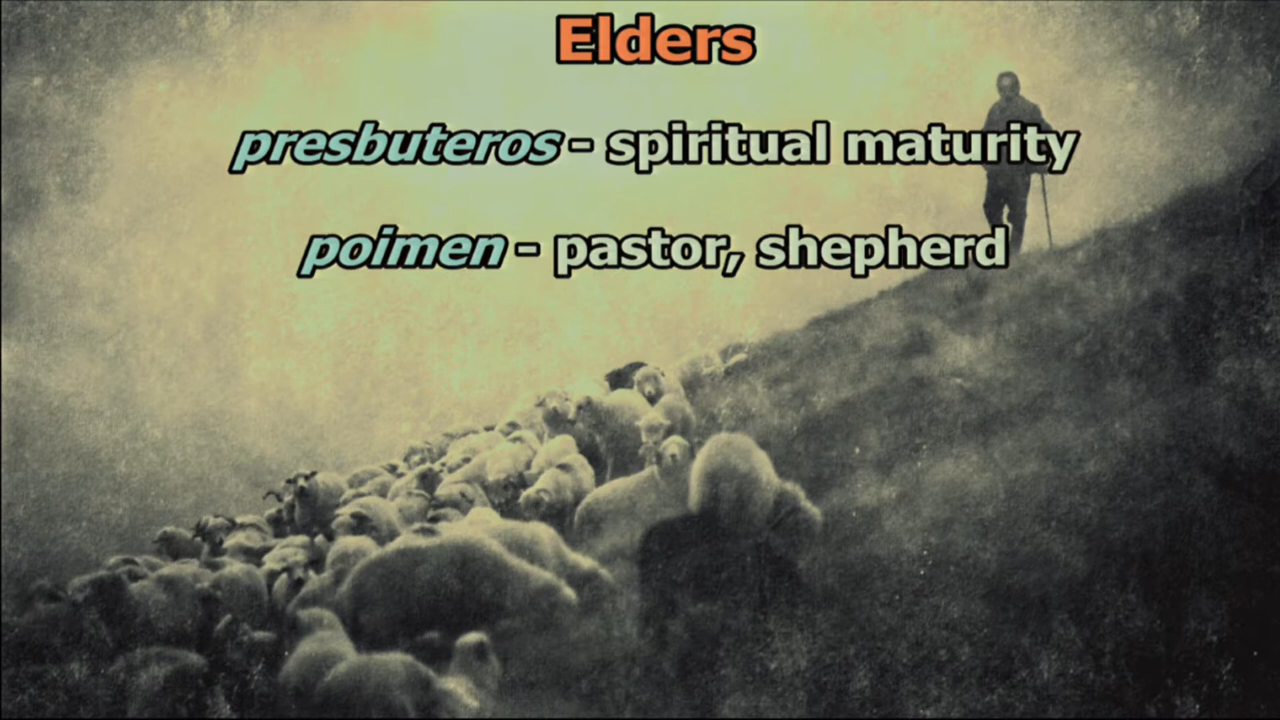 Elders
presbuteros - spiritual maturity
poimen - pastor, shepherd